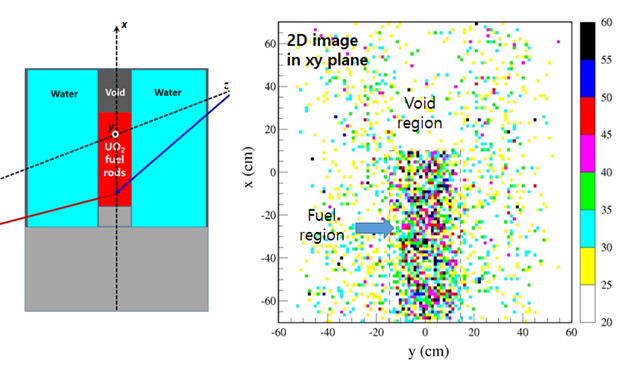 x
Water
Void
Water
UO2
fuel
rods
2D image
in xy plane
Void
region
Fuel
region
x (cm)
60
40
20
0
-20
-40
-60
-60
-40
-20
0
20
40
60
y (cm)
60
55
50
45
40
35
30
25
20